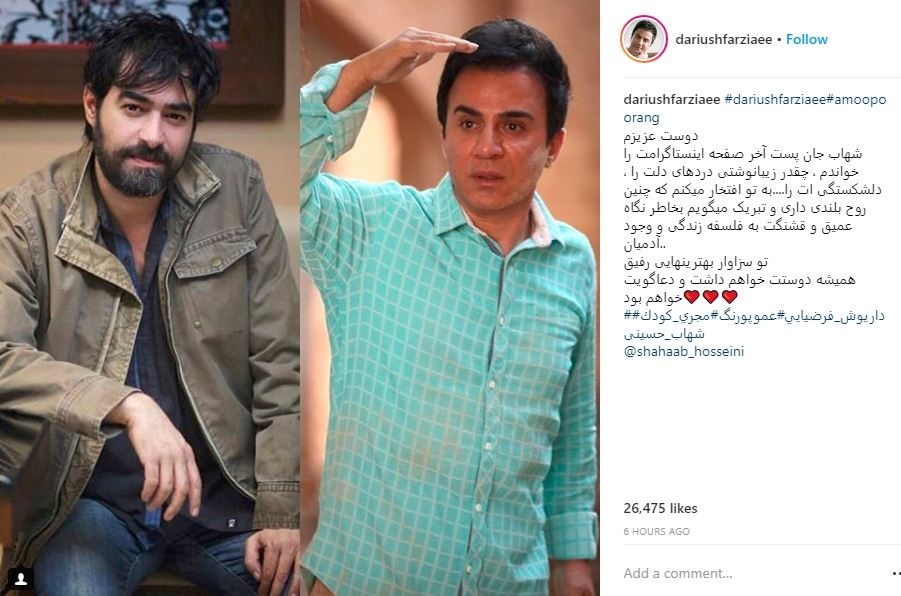 dariushfarziaee • Follow
dariushfarziaee #dariushfarziaee#amoopo
orang
دوست عزیزم
شهاب جان پست آخر صفحه اینستاگرامت را
خواندم ، چقدر زیبانوشتی دردهای دلت را ،
دلشکستگی ات را....به تو افتخار میکنم که چنین
روح بلندی داری و تبریک میگویم بخاطر نگاه
عمیق و قشنگت به فلسفه زندگی و وجود
آدمیان..
تو سزاوار بهترینهایی رفیق
همیشه دوستت خواهم داشت و دعاگویت
خواهم بود❤❤❤
#داريوش_فرضيايي#عموپورنگ#مجري_كودك#
شهاب_حسینی
@shahaab_hosseini
26,475 likes
6 HOURS AGO
Add a comment...